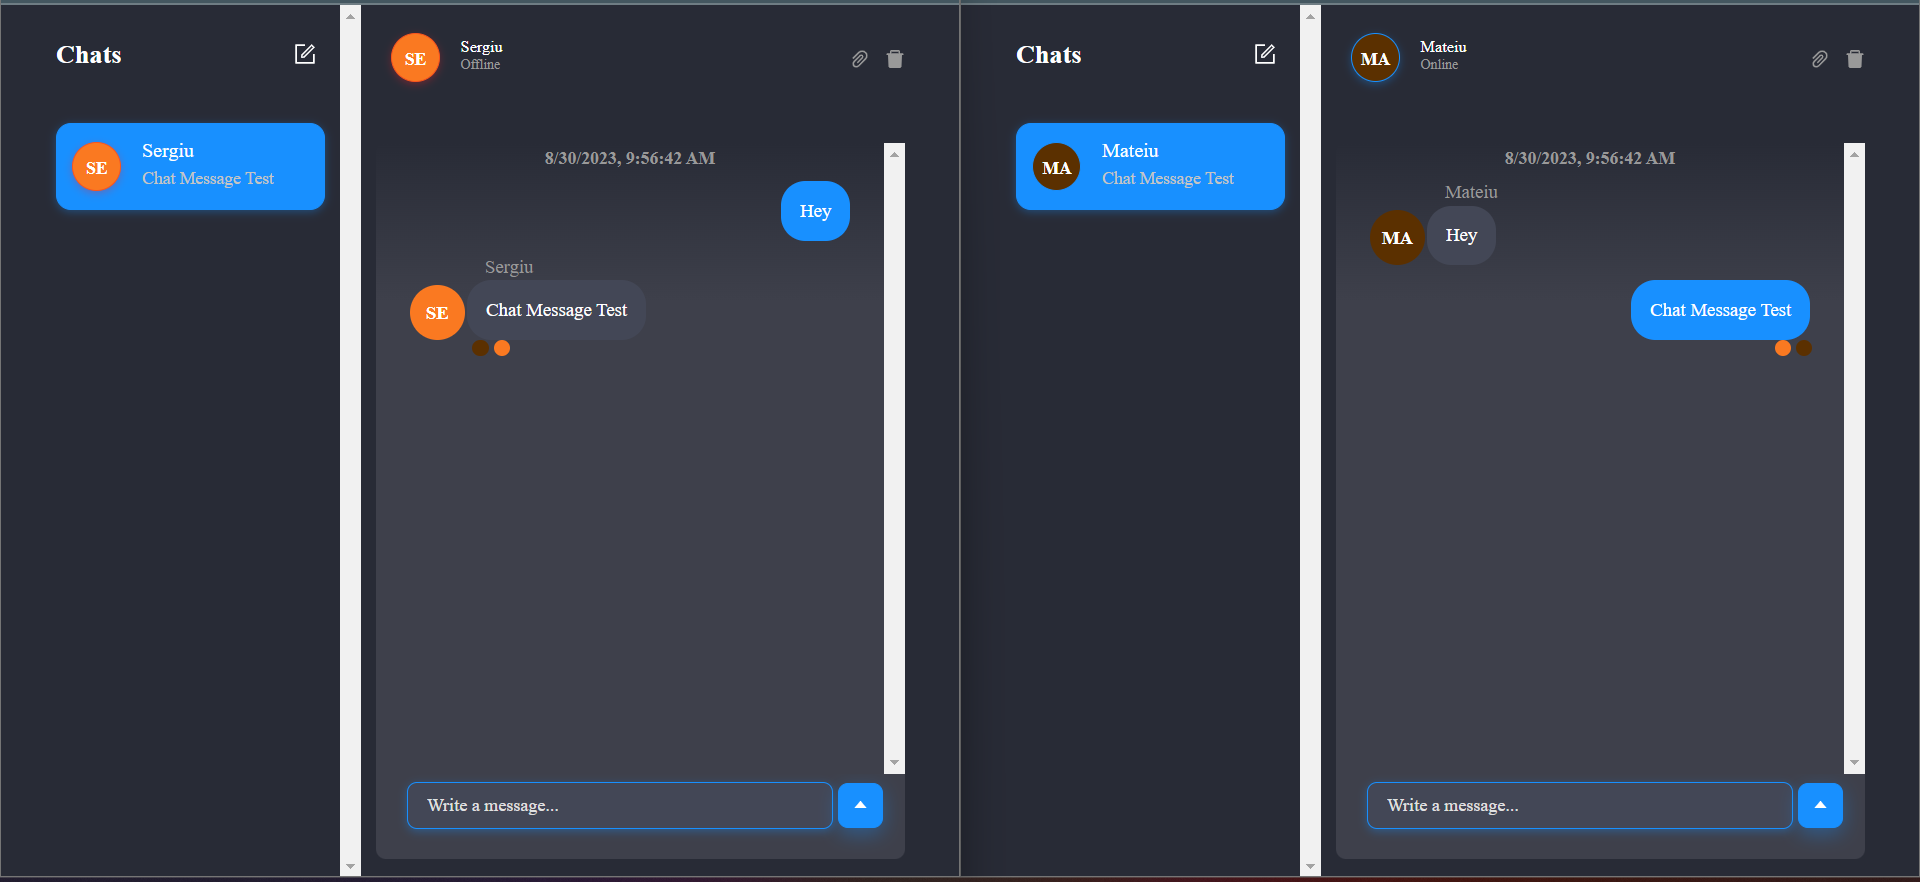 Chats
SE
Sergiu
Chat Message Test
SE
Sergiu
Offline
8/30/2023, 9:56:42 AM
Hey
Sergiu
SE
Chat Message Test
Write a message...
Chats
MA
Mateiu
Chat Message Test
MA
Mateiu
Online
8/30/2023, 9:56:42 AM
Mateiu
MA
Hey
Chat Message Test
Write a message...